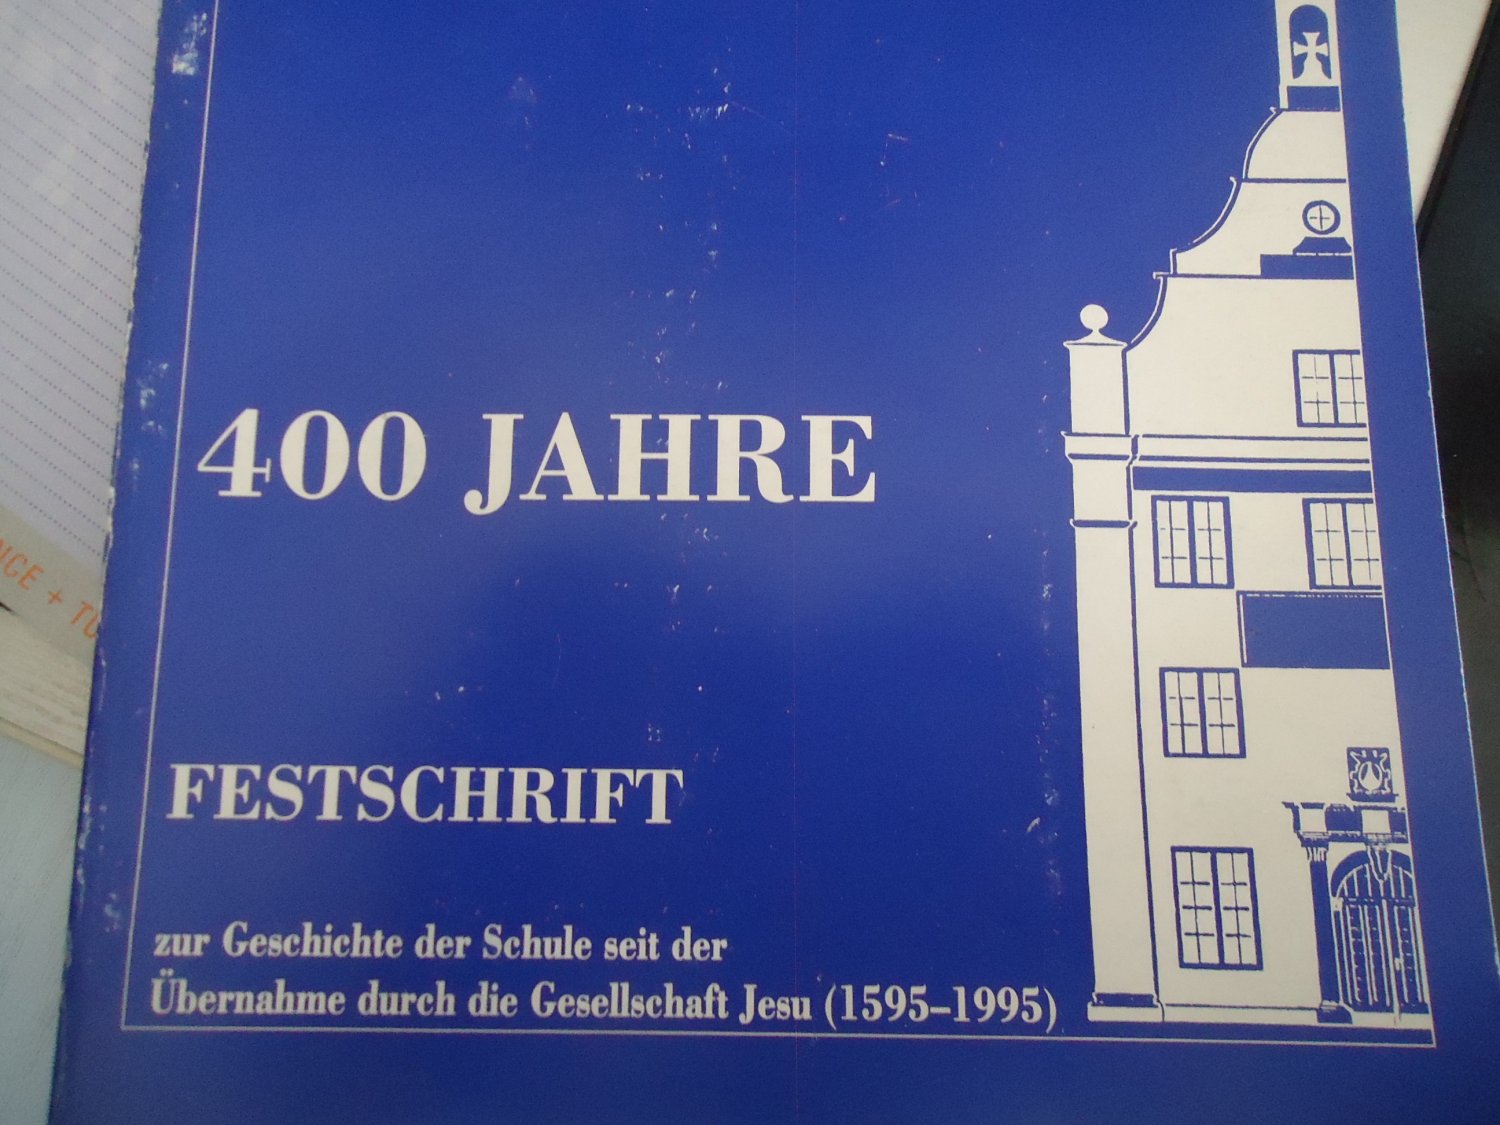 400 JAHRE
FESTSCHRIFT
zur Geschichte der Schule seit der
Übernahme durch die Gesellschaft Jesu (1595–1995)